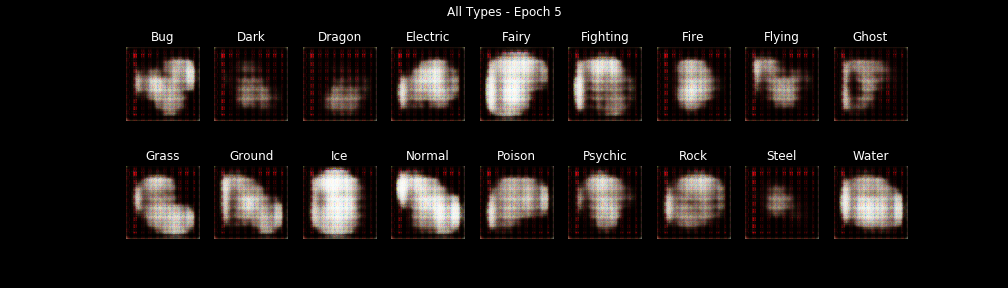 All Types - Epoch 5
Bug Dark Dragon Electric Fairy Fighting Fire Flying Ghost
Grass Ground Ice Normal Poison Psychic Rock Steel Water